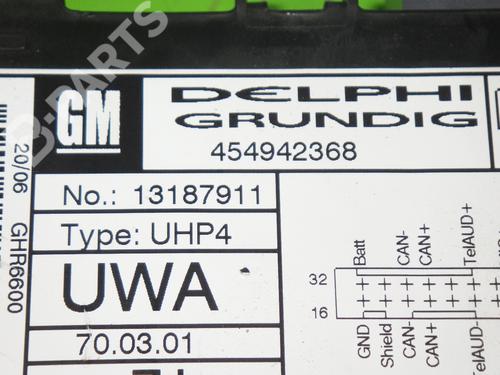 B-PARTS
GM
DELPHI
GRUNDIG
454942368
20/06 GHR6600
No.: 13187911
Type: UHP4
UWA
70.03.01
Batt
CAN-
CAN+
TelAUD+
32
16
GND
Shield
CAN-
CAN+
TelAUD-